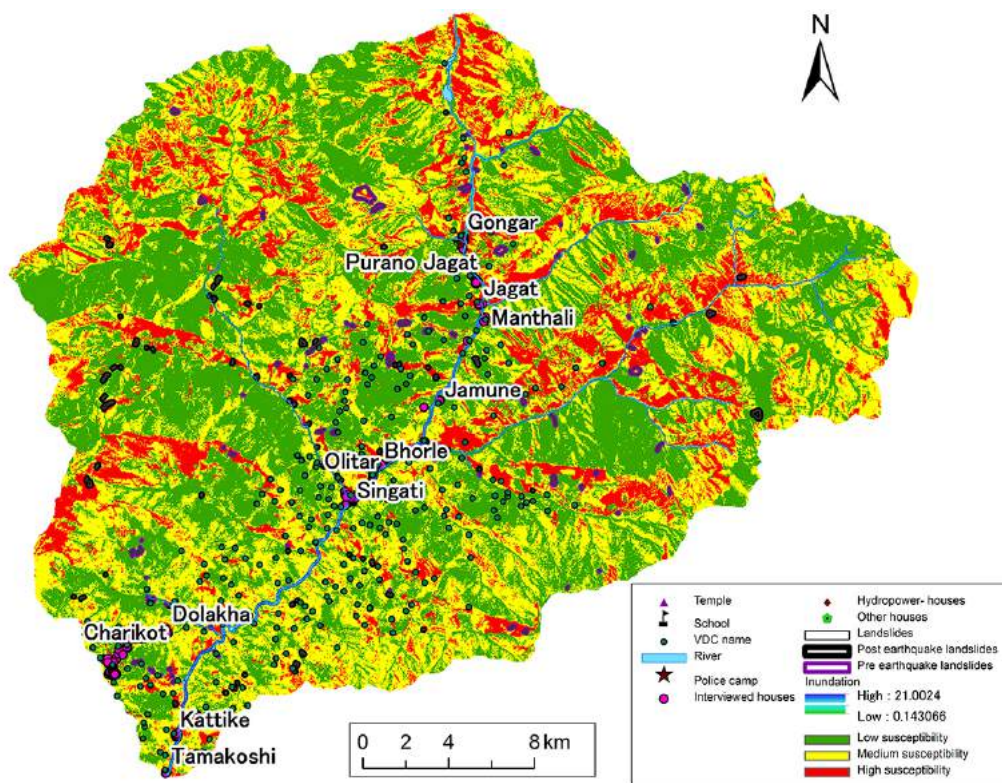 N
Gongar
Purano Jagat
Jagat
Manthali
Jamune
Bhorle
Olitar
Singati
Dolakha
Charikot
Kattike
Tamakoshi
0 2 4 8 km
Temple
School
VDC name
River
Police camp
Interviewed houses
Hydropower- houses
Other houses
Landslides
Post earthquake landslides
Pre earthquake landslides
Inundation
High : 21.0024
Low : 0.143066
Low susceptibility
Medium susceptibility
High susceptibility